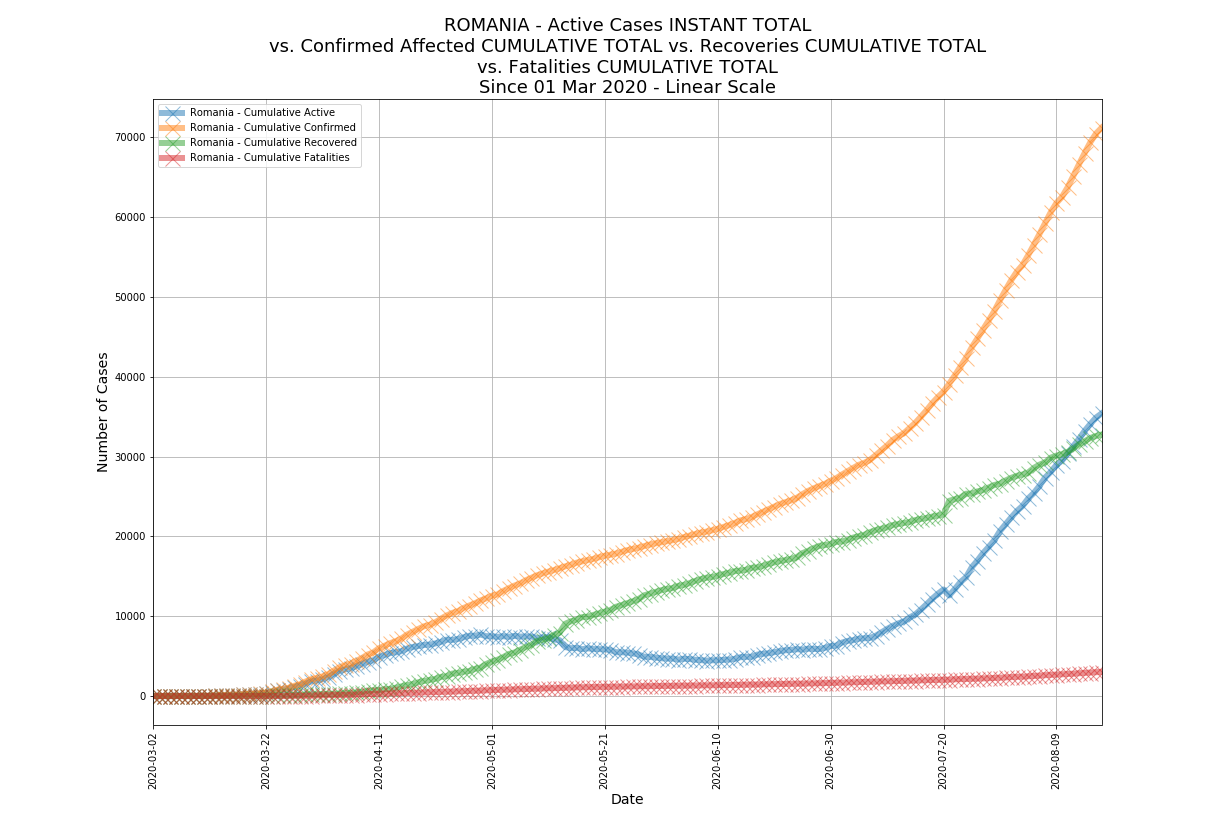 ROMANIA - Active Cases INSTANT TOTAL
vs. Confirmed Affected CUMULATIVE TOTAL vs. Recoveries CUMULATIVE TOTAL
vs. Fatalities CUMULATIVE TOTAL
Since 01 Mar 2020 - Linear Scale
Romania - Cumulative Active
Romania - Cumulative Confirmed
Romania - Cumulative Recovered
Romania - Cumulative Fatalities
70000
60000
50000
40000
30000
20000
10000
0
Number of Cases
2020-03-02
2020-03-22
2020-04-11
2020-05-01
2020-05-21
2020-06-10
2020-06-30
2020-07-20
2020-08-09
Date